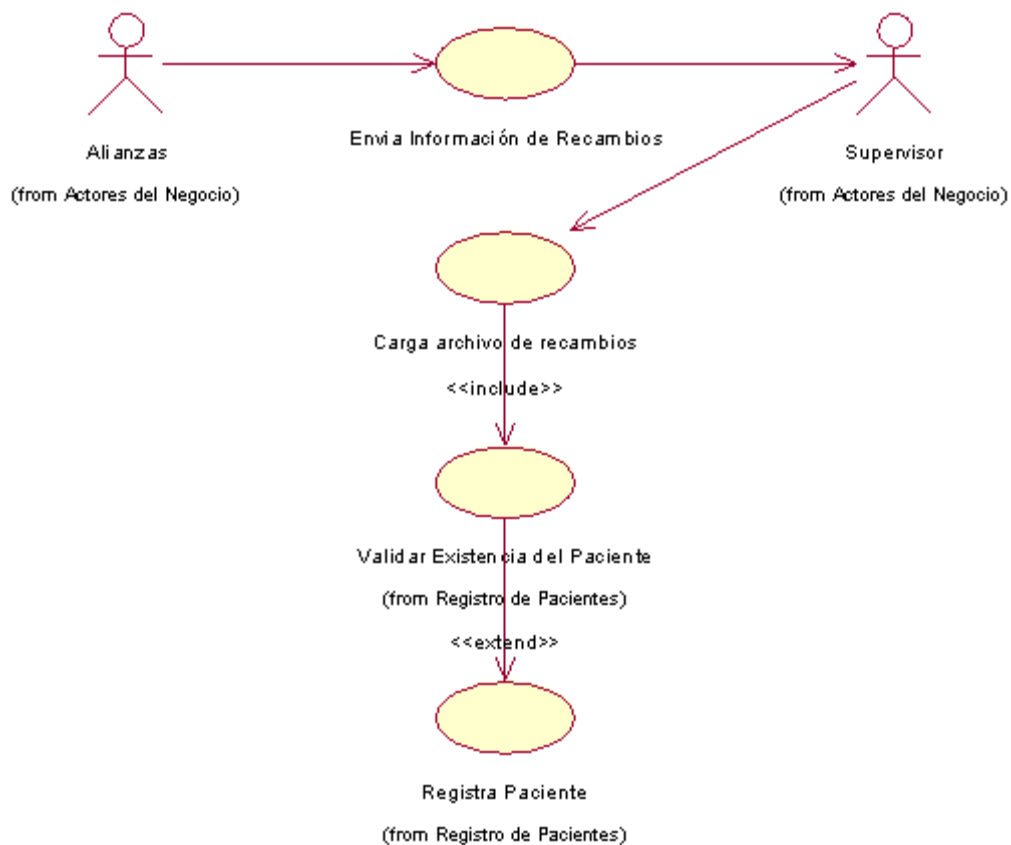 Envia Información de Recambios
Alianzas
Supervisor
(from Actores del Negocio)
(from Actores del Negocio)
Carga archivo de recambios
<<include>>
Validar Existencia del Paciente
(from Registro de Pacientes)
<<extend>>
Registra Paciente
(from Registro de Pacientes)